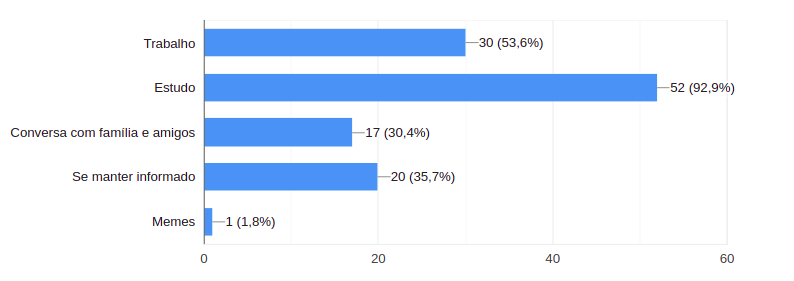 Trabalho 30 (53,6%)
Estudo 52 (92,9%)
Conversa com família e amigos 17 (30,4%)
Se manter informado 20 (35,7%)
Memes 1 (1,8%)
0 20 40 60